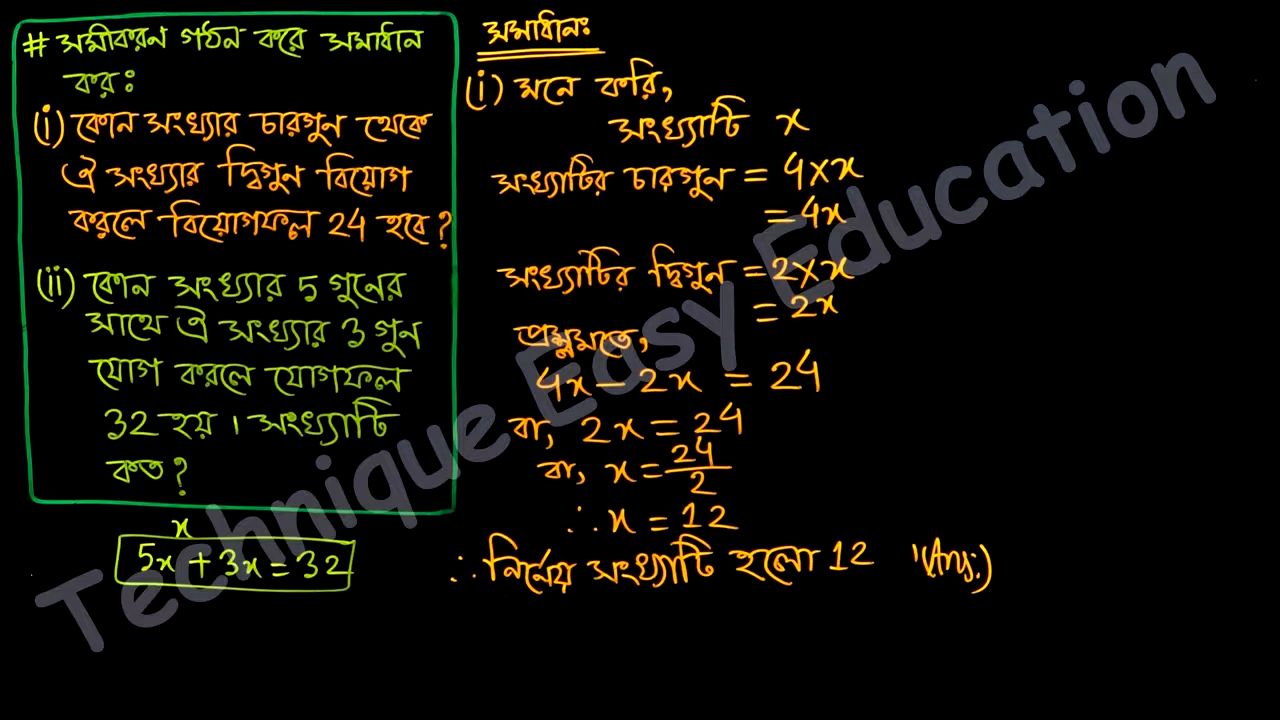 # সমীকরণ গঠন করে সমাধান
কর:
(i) কোন সংখ্যার চারগুন থেকে
ঐ সংখ্যার দ্বিগুন বিয়োগ
করলে বিয়োগফল 24 হবে?
(ii) কোন সংখ্যার 5 গুনের
সাথে ঐ সংখ্যার 3 গুন
যোগ করলে যোগফল
32 হয়। সংখ্যাটি
কত?
x
5x + 3x = 32
সমাধান:
(i) মনে করি,
সংখ্যাটি x
সংখ্যাটির চারগুন = 4 × x
= 4x
সংখ্যাটির দ্বিগুন = 2 × x
= 2x
প্রশ্নমতে,
4x − 2x = 24
বা, 2x = 24
বা, x = 24/2
∴ x = 12
∴ নির্নেয় সংখ্যাটি হলো 12 (Ans:)
Technique Easy Education